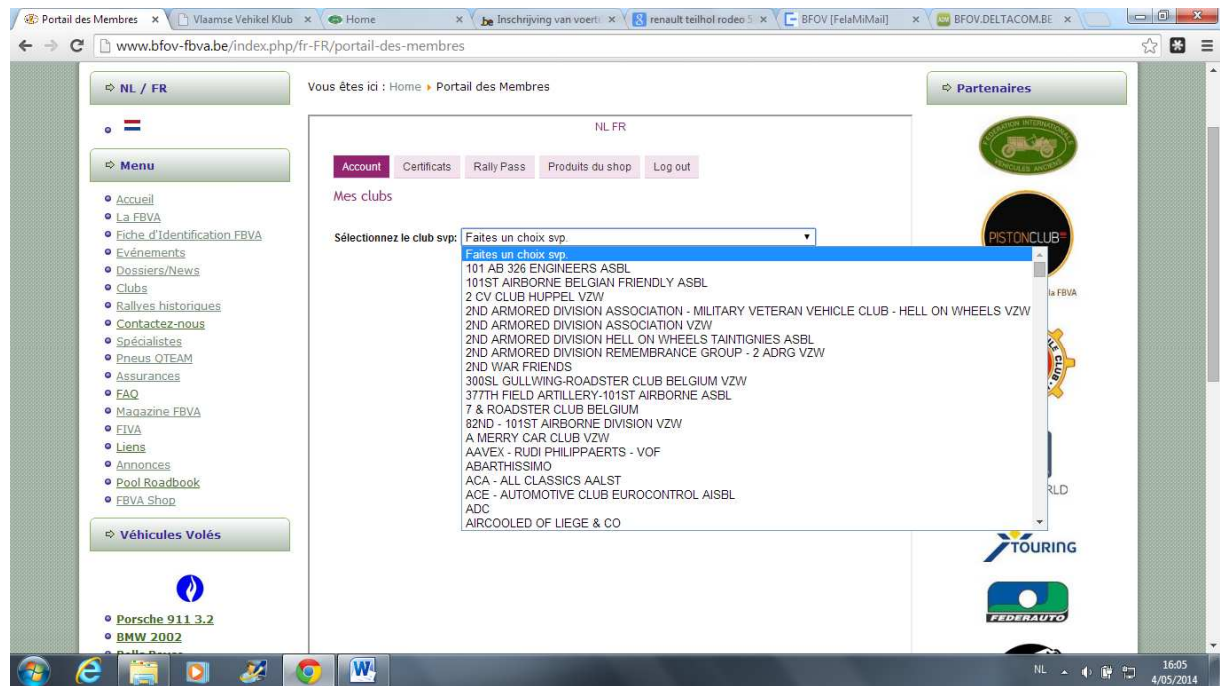 Portail des Membres
Vlaamse Vehikel Klub
Home
Inschrijving van voert
renault teilhol rodeo 5
BFOV [FelaMiMail]
BFOV.DELTACOM.BE
www.bfov-fbva.be/index.php/fr-FR/portail-des-membres
NL / FR
Menu
Accueil
La FBVA
Fiche d'Identification FBVA
Evénements
Dossiers/News
Clubs
Rallyes historiques
Contactez-nous
Spécialistes
Pneus QTEAM
Assurances
FAQ
Magazine FBVA
FIVA
Liens
Annonces
Pool Roadbook
FBVA Shop
Véhicules Volés
Porsche 911 3.2
BMW 2002
Vous êtes ici : Home Portail des Membres
NL FR
Account Certificats Rally Pass Produits du shop Log out
Mes clubs
Sélectionnez le club svp: Faites un choix svp.
Faites un choix svp.
101 AB 326 ENGINEERS ASBL
101ST AIRBORNE BELGIAN FRIENDLY ASBL
2 CV CLUB HUPPEL VZW
2ND ARMORED DIVISION ASSOCIATION - MILITARY VETERAN VEHICLE CLUB - HELL ON WHEELS VZW
2ND ARMORED DIVISION ASSOCIATION VZW
2ND ARMORED DIVISION HELL ON WHEELS TAINTIGNIES ASBL
2ND ARMORED DIVISION REMEMBRANCE GROUP - 2 ADRG VZW
2ND WAR FRIENDS
300SL GULLWING-ROADSTER CLUB BELGIUM VZW
377TH FIELD ARTILLERY-101ST AIRBORNE ASBL
7 & ROADSTER CLUB BELGIUM
82ND - 101ST AIRBORNE DIVISION VZW
A MERRY CAR CLUB VZW
AAVEX - RUDI PHILIPPAERTS - VOF
ABARTHISSIMO
ACA - ALL CLASSICS AALST
ACE - AUTOMOTIVE CLUB EUROCONTROL AISBL
ADC
AIRCOOLED OF LIEGE & CO
Partenaires
FEDERATION INTERNATIONALE
VEHICULES ANCIENS
PISTONCLUB
la FBVA
CLUB
RLD
TOURING
FEDERAUTO
NL
16:05
4/05/2014